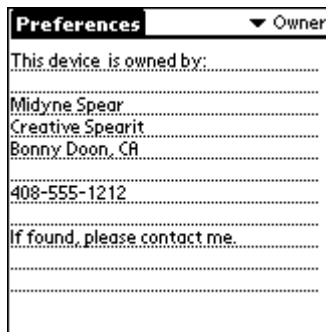 Preferences
Owner
This device is owned by:
Midyne Spear
Creative Spearit
Bonny Doon, CA
408-555-1212
If found, please contact me.